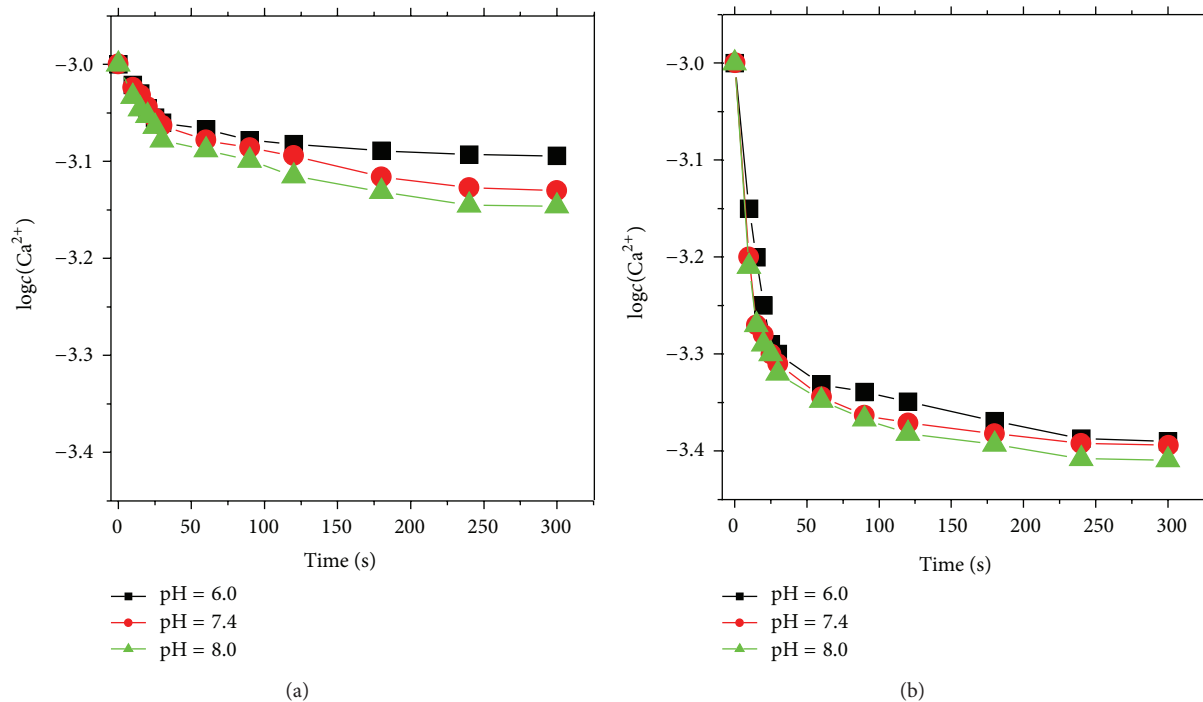 −3.0
−3.1
−3.2
−3.3
−3.4
logc(Ca²⁺)
0 50 100 150 200 250 300
Time (s)
pH = 6.0
pH = 7.4
pH = 8.0
(a)
−3.0
−3.1
−3.2
−3.3
−3.4
logc(Ca²⁺)
0 50 100 150 200 250 300
Time (s)
pH = 6.0
pH = 7.4
pH = 8.0
(b)